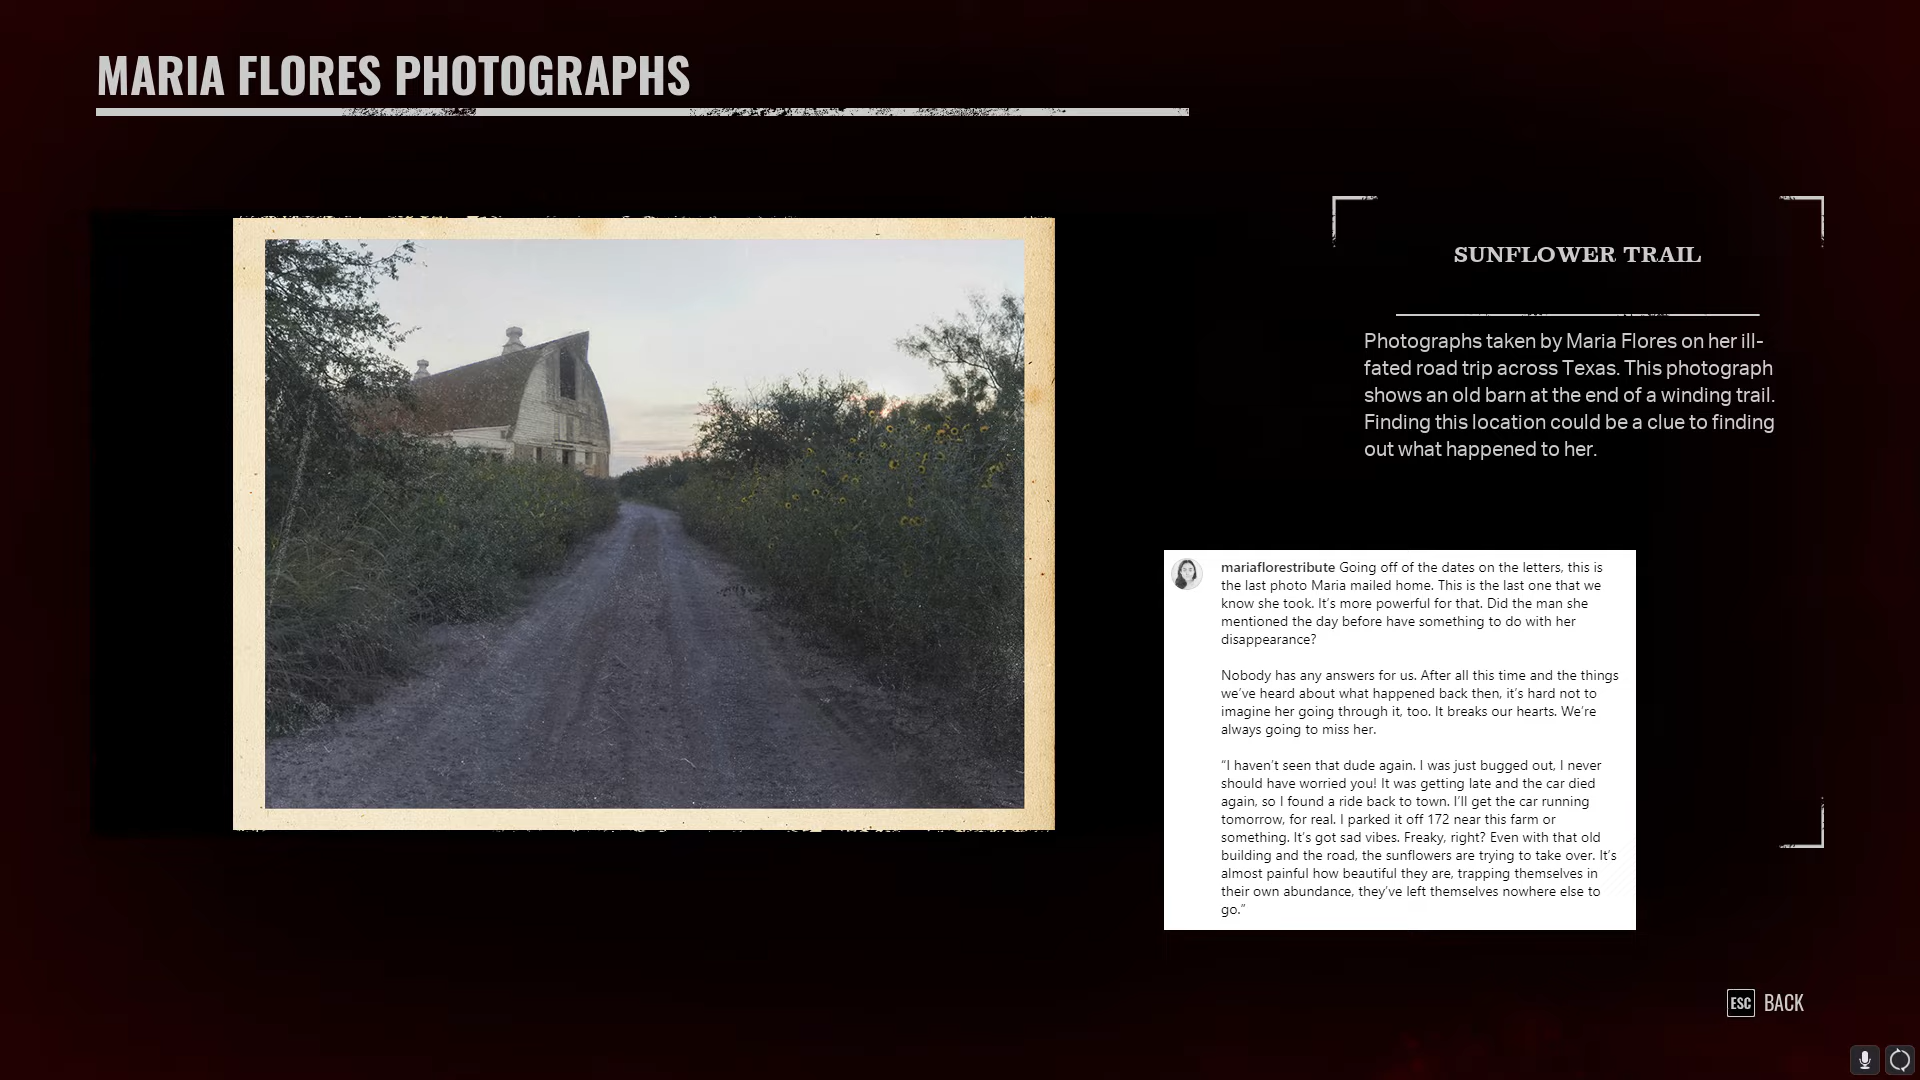 MARIA FLORES PHOTOGRAPHS
SUNFLOWER TRAIL
Photographs taken by Maria Flores on her ill-
fated road trip across Texas. This photograph
shows an old barn at the end of a winding trail.
Finding this location could be a clue to finding
out what happened to her.
mariaflorestribute Going off of the dates on the letters, this is
the last photo Maria mailed home. This is the last one that we
know she took. It’s more powerful for that. Did the man she
mentioned the day before have something to do with her
disappearance?
Nobody has any answers for us. After all this time and the things
we’ve heard about what happened back then, it’s hard not to
imagine her going through it, too. It breaks our hearts. We’re
always going to miss her.
“I haven’t seen that dude again. I was just bugged out, I never
should have worried you! It was getting late and the car died
again, so I found a ride back to town. I’ll get the car running
tomorrow, for real. I parked it off 172 near this farm or
something. It’s got sad vibes. Freaky, right? Even with that old
building and the road, the sunflowers are trying to take over. It’s
almost painful how beautiful they are, trapping themselves in
their own abundance, they’ve left themselves nowhere else to
go.”
ESC BACK